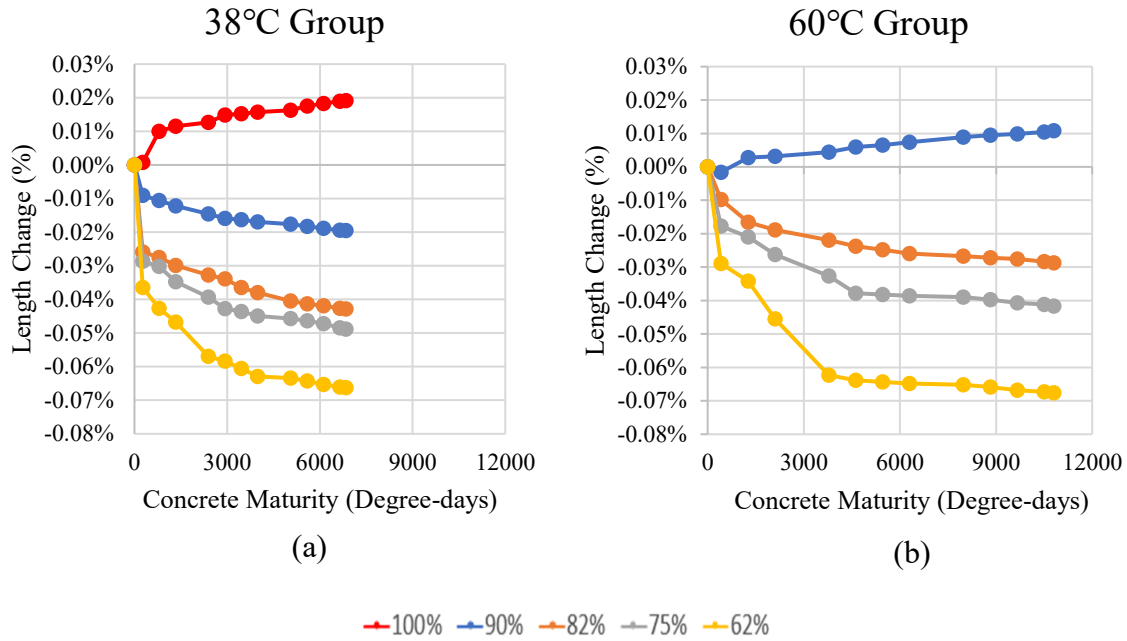 38℃ Group
0.03%
0.02%
0.01%
0.00%
-0.01%
-0.02%
-0.03%
-0.04%
-0.05%
-0.06%
-0.07%
-0.08%
Length Change (%)
0 3000 6000 9000 12000
Concrete Maturity (Degree-days)
(a)
60℃ Group
0.03%
0.02%
0.01%
0.00%
-0.01%
-0.02%
-0.03%
-0.04%
-0.05%
-0.06%
-0.07%
-0.08%
Length Change (%)
0 3000 6000 9000 12000
Concrete Maturity (Degree-days)
(b)
100% 90% 82% 75% 62%